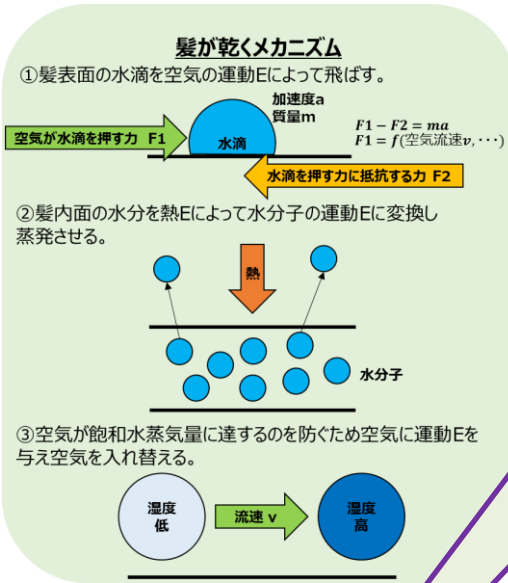 髪が乾くメカニズム
①髪表面の水滴を空気の運動Eによって飛ばす。
加速度a
質量m
空気が水滴を押す力 F1
水滴
F1 − F2 = ma
F1 = f(空気流速v,･･･)
水滴を押す力に抵抗する力 F2
②髪内面の水分を熱Eによって水分子の運動Eに変換し
蒸発させる。
熱
水分子
③空気が飽和水蒸気量に達するのを防ぐため空気に運動Eを
与え空気を入れ替える。
湿度
低
流速 v
湿度
高